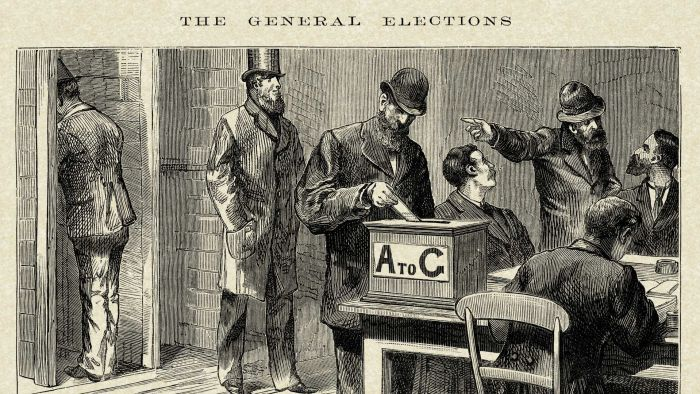 THE GENERAL ELECTIONS
A TO G